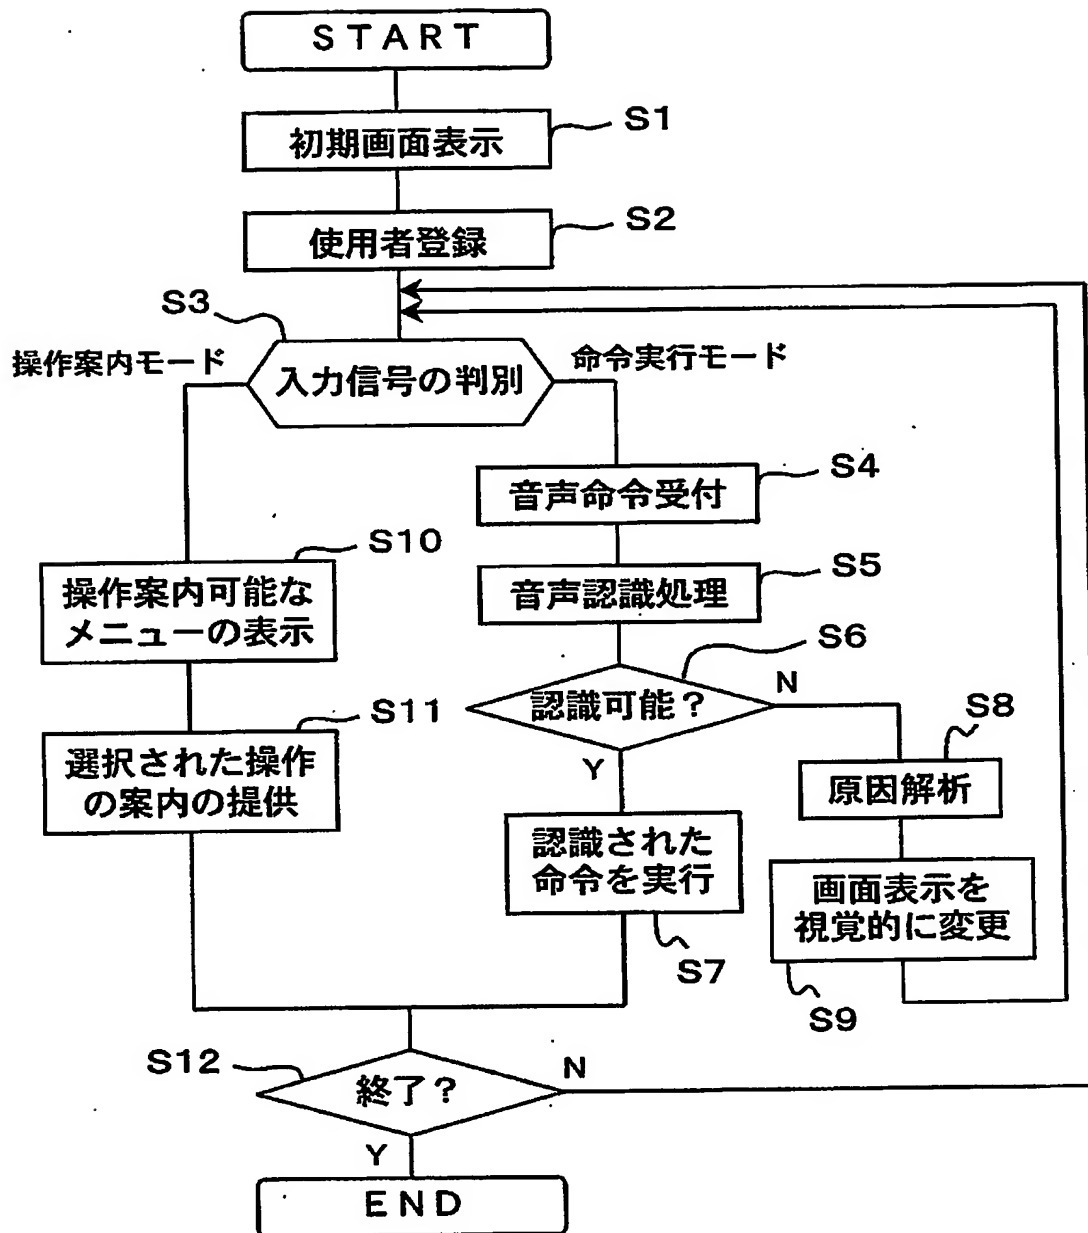 START
初期画面表示
S1
使用者登録
S2
S3
操作案内モード
命令実行モード
入力信号の判別
音声命令受付
S4
音声認識処理
S5
S10
操作案内可能な
メニューの表示
S6
認識可能?
N
Y
S11
選択された操作
の案内の提供
S8
原因解析
認識された
命令を実行
S7
画面表示を
視覚的に変更
S9
S12
終了?
N
Y
END